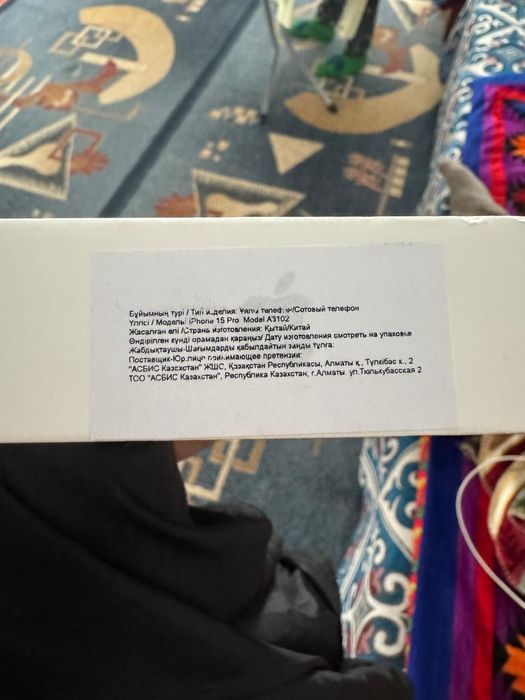 Бұйымның түрі / Тип изделия: Ұялы телефон/Сотовый телефон
Үлгісі / Модель: iPhone 15 Pro Model A3102
Жасалған елі /Страна изготовления: Қытай/Китай
Өндірілген күнді орамадан қараңыз/ Дату изготовления смотреть на упаковке
Жабдықтаушы-Шағымдарды қабылдайтын заңды тұлға:
Поставщик-Юр.лицо принимающее претензии:
"АСБИС Казахстан" ЖШС, Қазақстан Республикасы, Алматы қ., Түлкібас к., 2
ТОО "АСБИС Казахстан", Республика Казахстан, г.Алматы, ул.Тюлькубасская 2